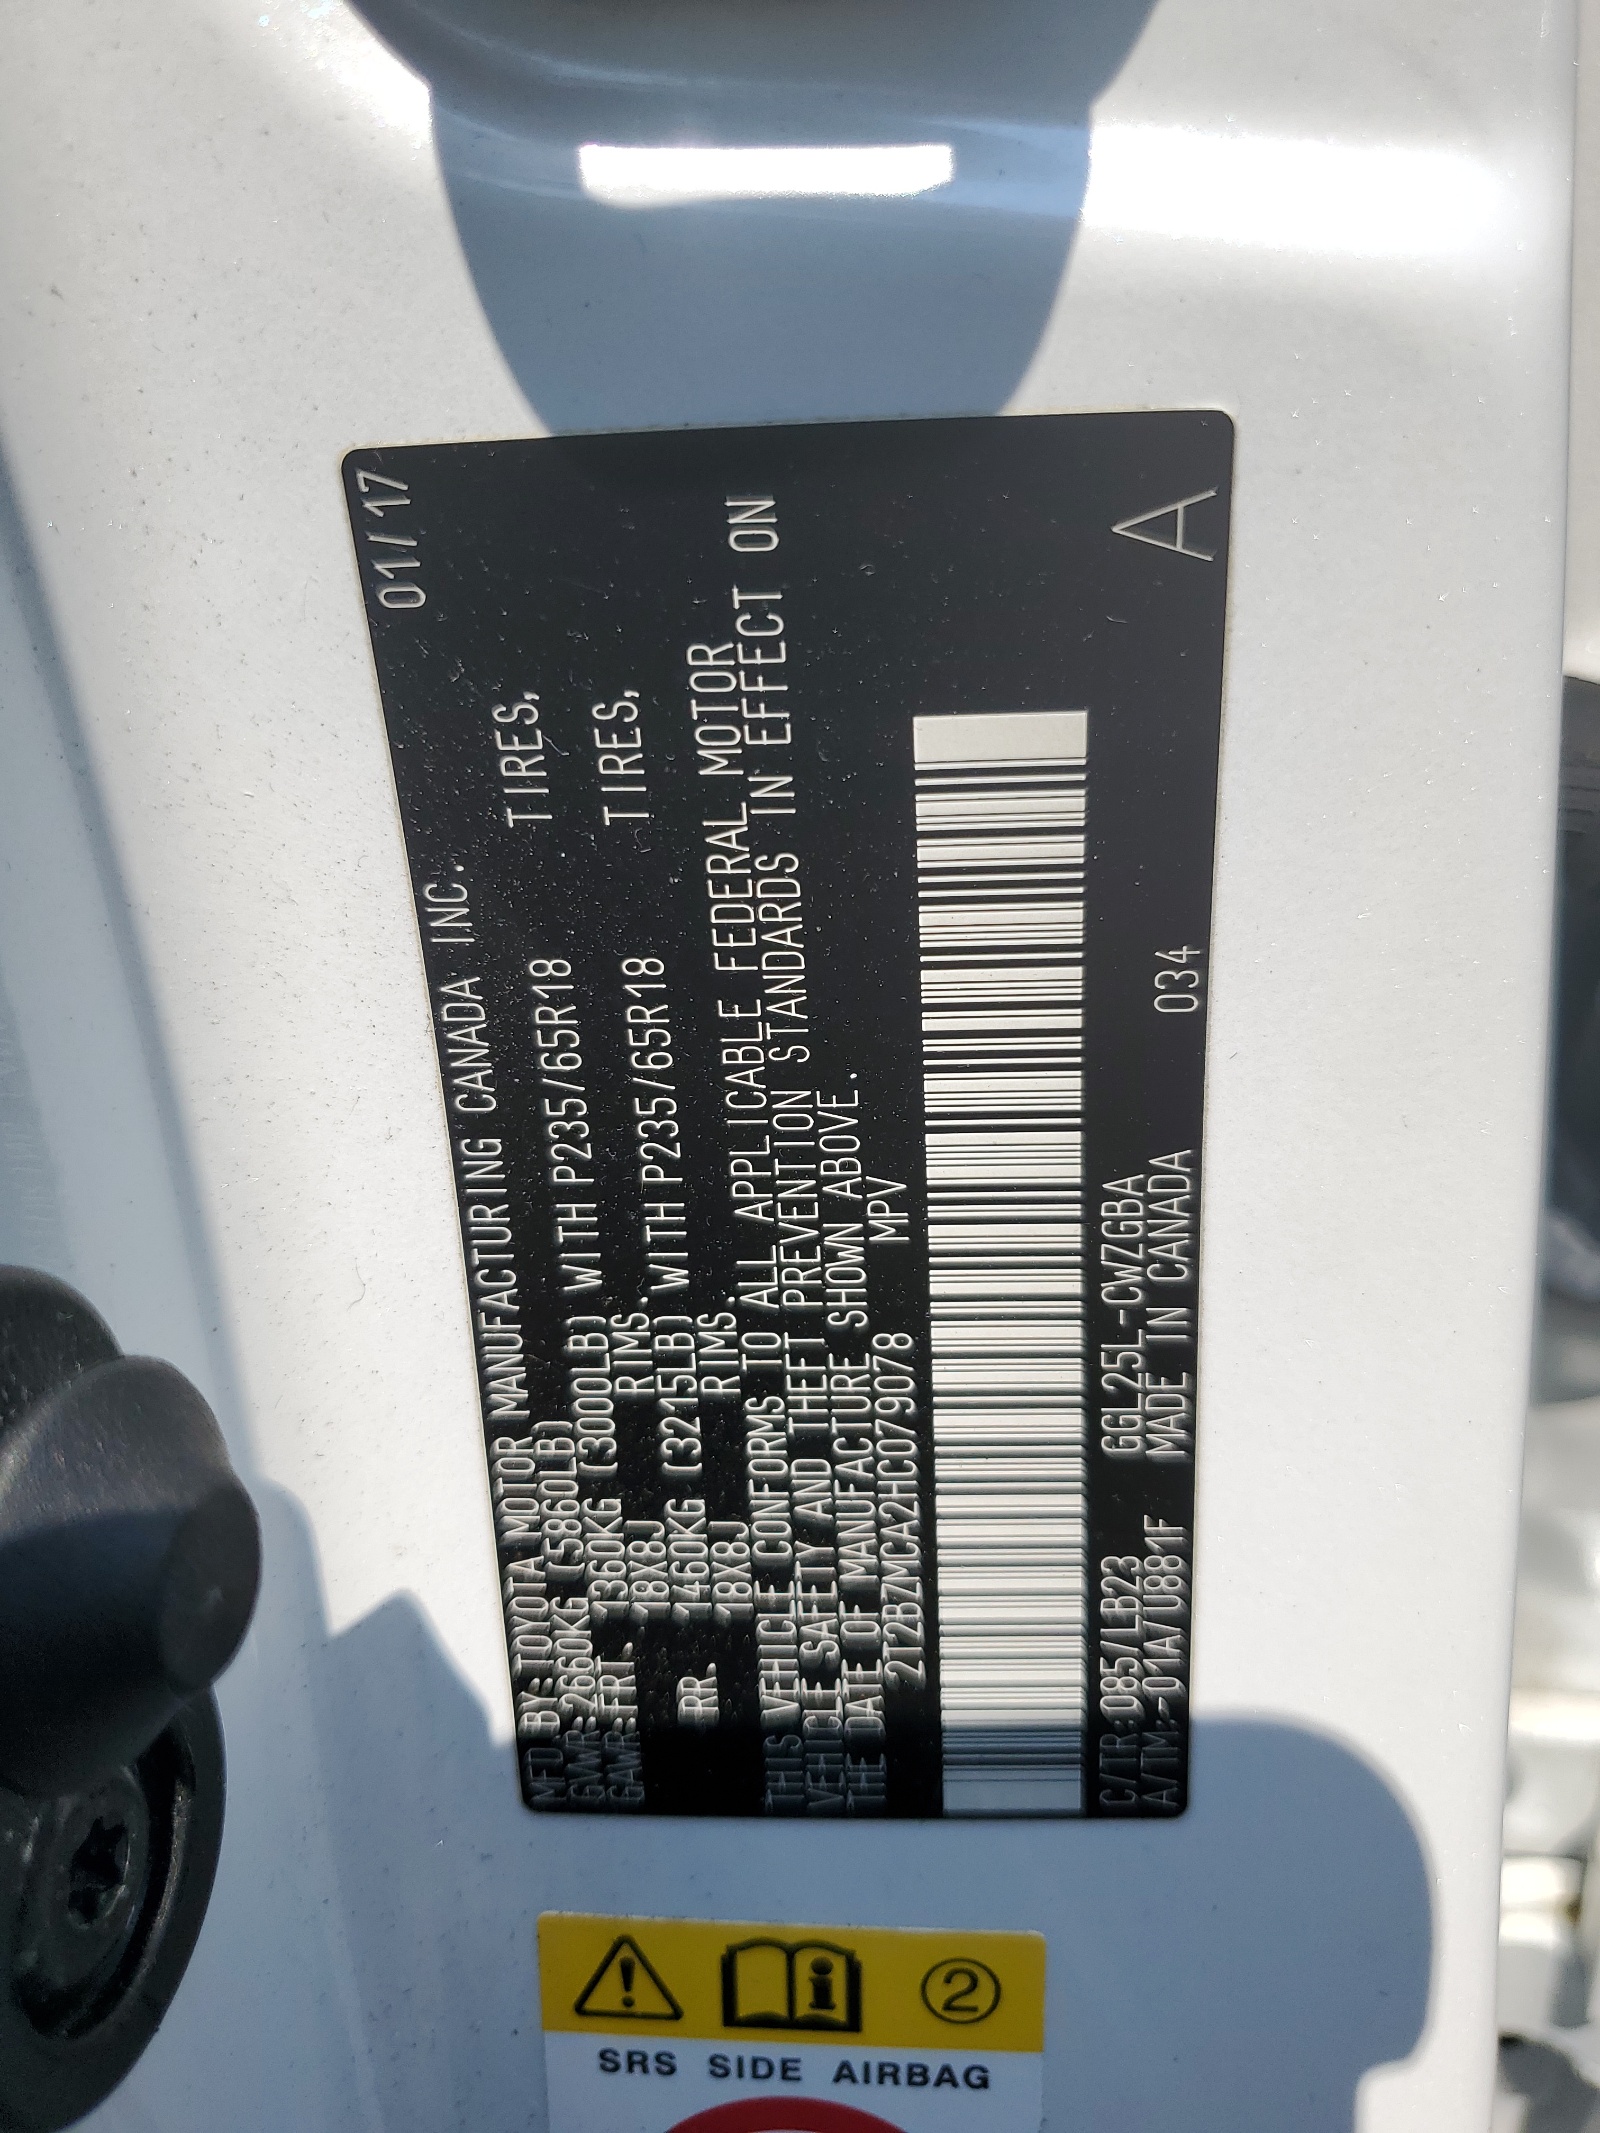 01/17
MFD BY: TOYOTA MOTOR MANUFACTURING CANADA INC.
GVWR: 2660KG (5860LB)
GAWR: FRT. 1360KG (3000LB) WITH P235/65R18 TIRES,
18X8J RIMS.
RR. 1460KG (3215LB) WITH P235/65R18 TIRES,
18X8J RIMS.
THIS VEHICLE CONFORMS TO ALL APPLICABLE FEDERAL MOTOR
VEHICLE SAFETY AND THEFT PREVENTION STANDARDS IN EFFECT ON
THE DATE OF MANUFACTURE SHOWN ABOVE.
2T2BZMCA2HC079078 MPV
C/TR: 085/LB23 GGL25L-CWZGBA
A/TM: -01A/U881F MADE IN CANADA 034
A
2
SRS SIDE AIRBAG